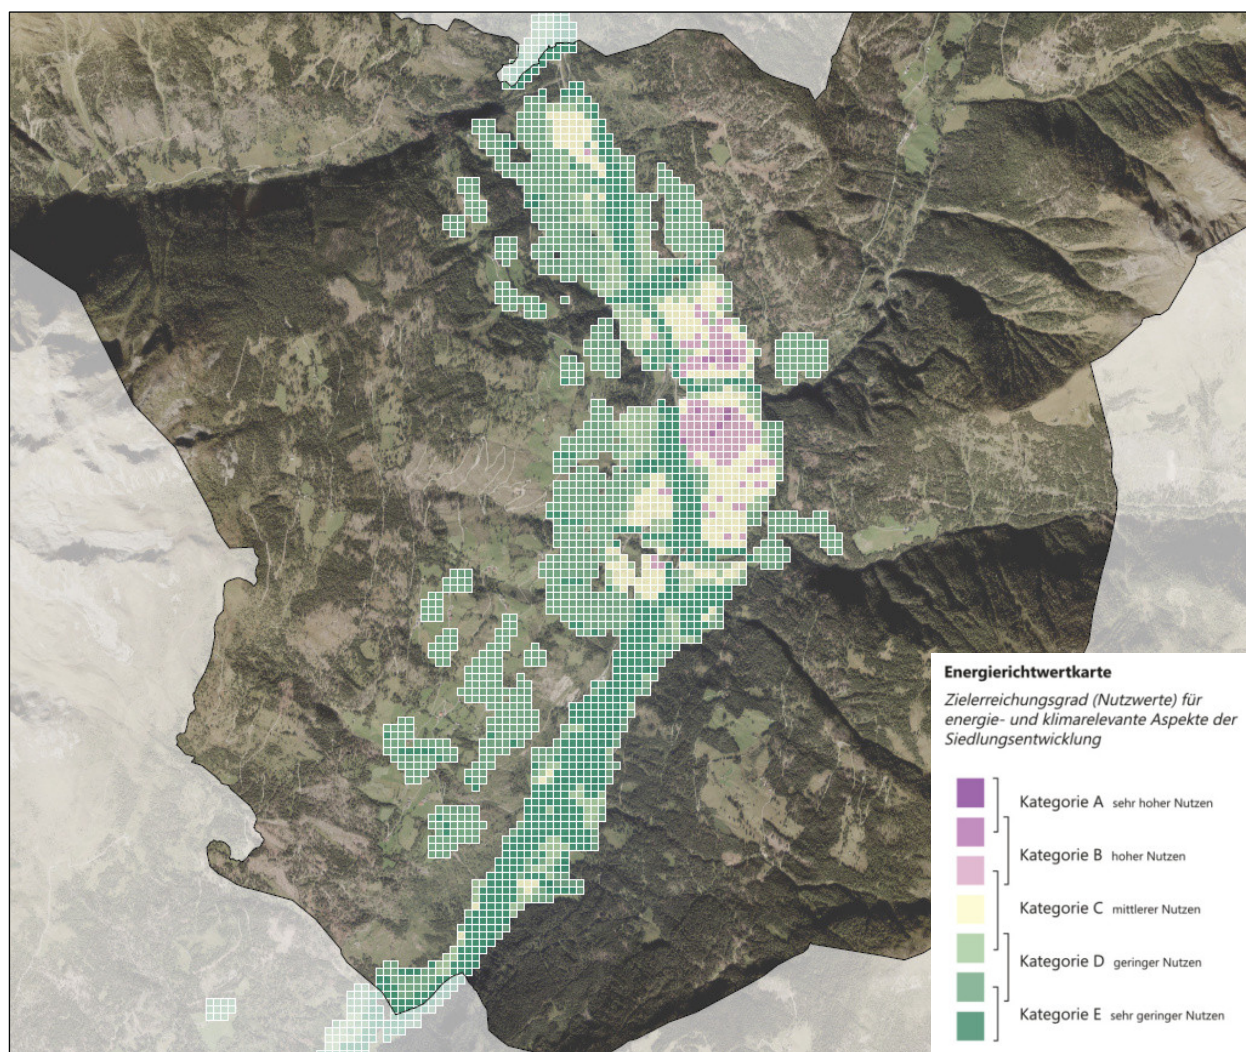 Energierichtwertkarte
Zielerreichungsgrad (Nutzwerte) für
energie- und klimarelevante Aspekte der
Siedlungsentwicklung
Kategorie A sehr hoher Nutzen
Kategorie B hoher Nutzen
Kategorie C mittlerer Nutzen
Kategorie D geringer Nutzen
Kategorie E sehr geringer Nutzen